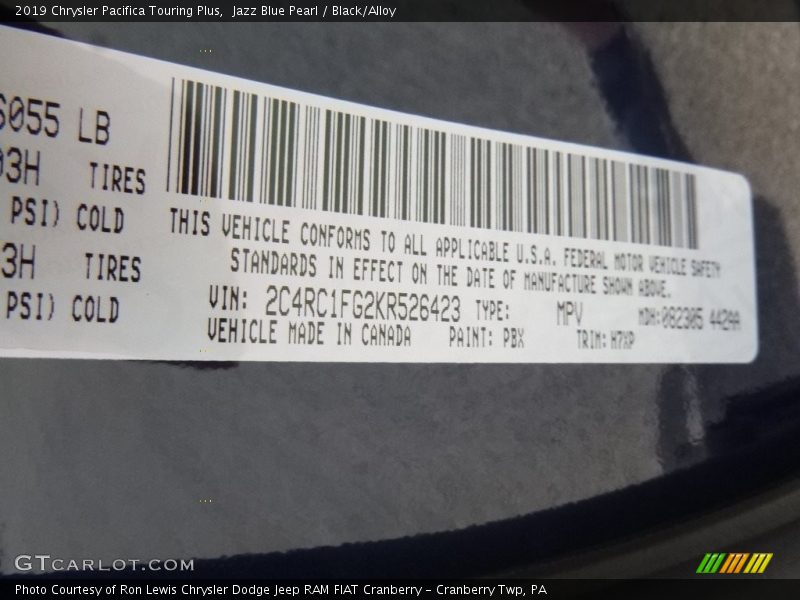 2019 Chrysler Pacifica Touring Plus,  Jazz Blue Pearl / Black/Alloy
6055 LB
03H TIRES
PSI) COLD
3H TIRES
PSI) COLD
THIS VEHICLE CONFORMS TO ALL APPLICABLE U.S.A. FEDERAL MOTOR VEHICLE SAFETY
STANDARDS IN EFFECT ON THE DATE OF MANUFACTURE SHOWN ABOVE.
VIN: 2C4RC1FG2KR526423 TYPE: MPV MDH:082305 442AA
VEHICLE MADE IN CANADA PAINT: PBX TRIM: H7XP
GTCARLOT.COM
Photo Courtesy of Ron Lewis Chrysler Dodge Jeep RAM FIAT Cranberry - Cranberry Twp, PA